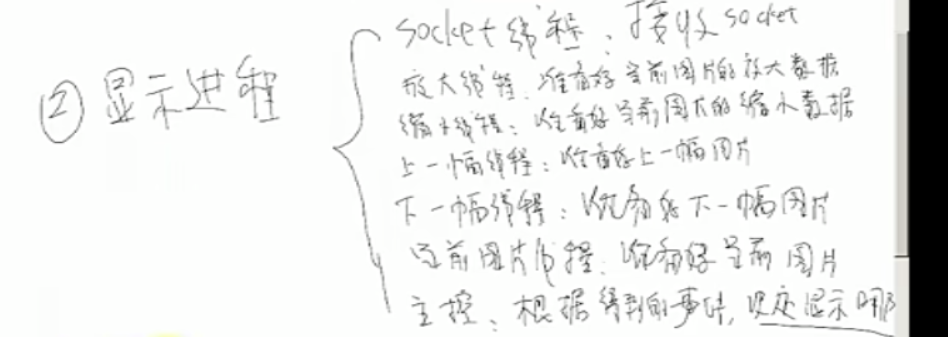 ② 显示进程
socket线程：接收socket
放大线程：准备好当前图片的放大数据
缩小线程：准备好当前图片的缩小数据
上一幅线程：准备好上一幅图片
下一幅线程：准备好下一幅图片
当前图片线程：准备好当前图片
主控：根据得到的事件，决定显示哪